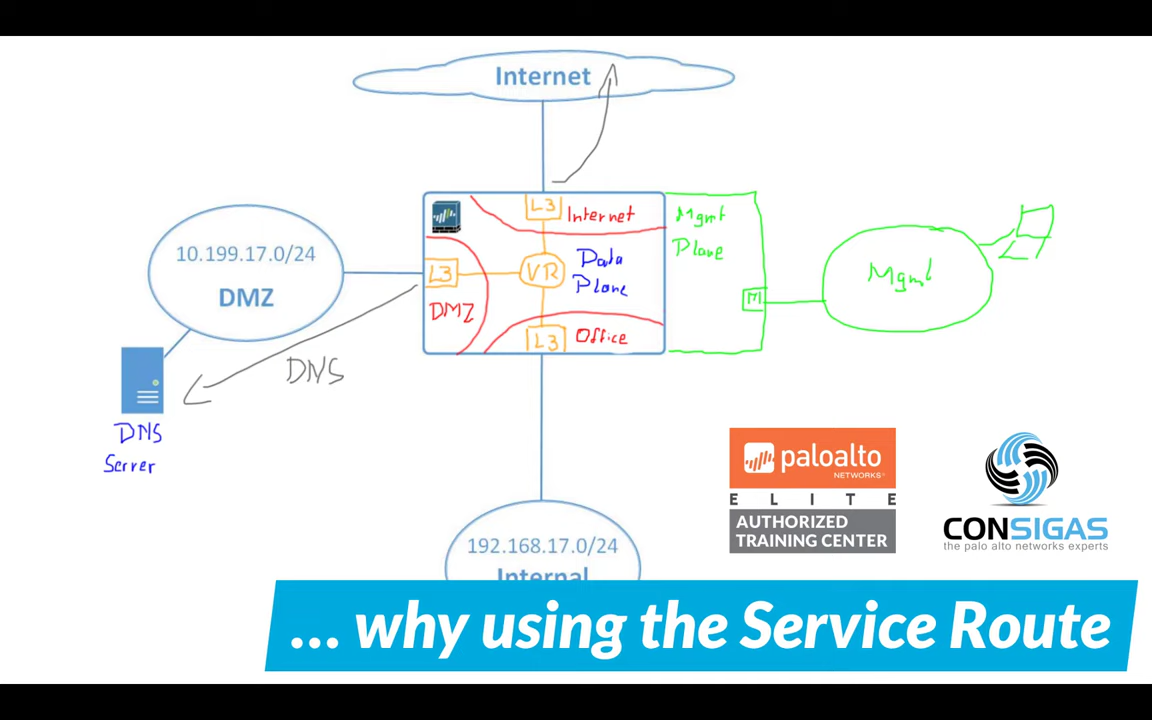 Internet
L3
Internet
Mgmt
Plane
10.199.17.0/24
DMZ
L3
VR
Data
Plane
Mgmt
M
DMZ
L3
Office
DNS
DNS
Server
paloalto
NETWORKS
ELITE
AUTHORIZED
TRAINING CENTER
CONSIGAS
the palo alto networks experts
192.168.17.0/24
Internal
... why using the Service Route